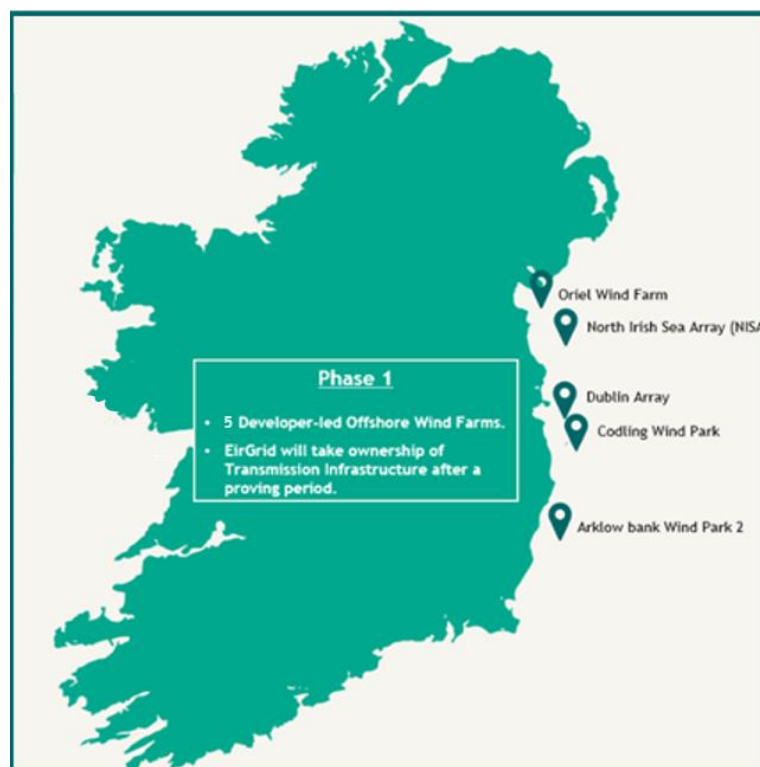 Oriel Wind Farm
North Irish Sea Array (NISA
Phase 1
• 5 Developer-led Offshore Wind Farms.
• EirGrid will take ownership of
Transmission Infrastructure after a
proving period.
Dublin Array
Codling Wind Park
Arklow bank Wind Park 2